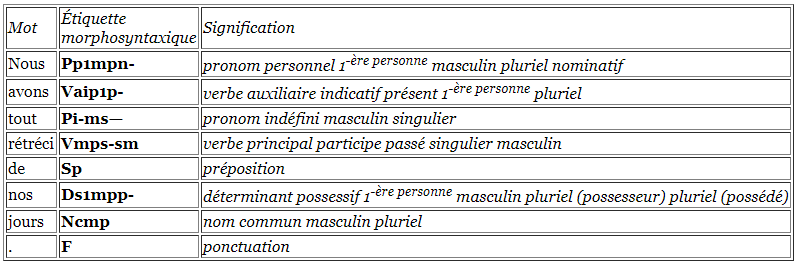 Mot Étiquette morphosyntaxique Signification
Nous Pp1mpn- pronom personnel 1-ère personne masculin pluriel nominatif
avons Vaip1p- verbe auxiliaire indicatif présent 1-ère personne pluriel
tout Pi-ms— pronom indéfini masculin singulier
rétréci Vmps-sm verbe principal participe passé singulier masculin
de Sp préposition
nos Ds1mpp- déterminant possessif 1-ère personne masculin pluriel (possesseur) pluriel (possédé)
jours Ncmp nom commun masculin pluriel
. F ponctuation